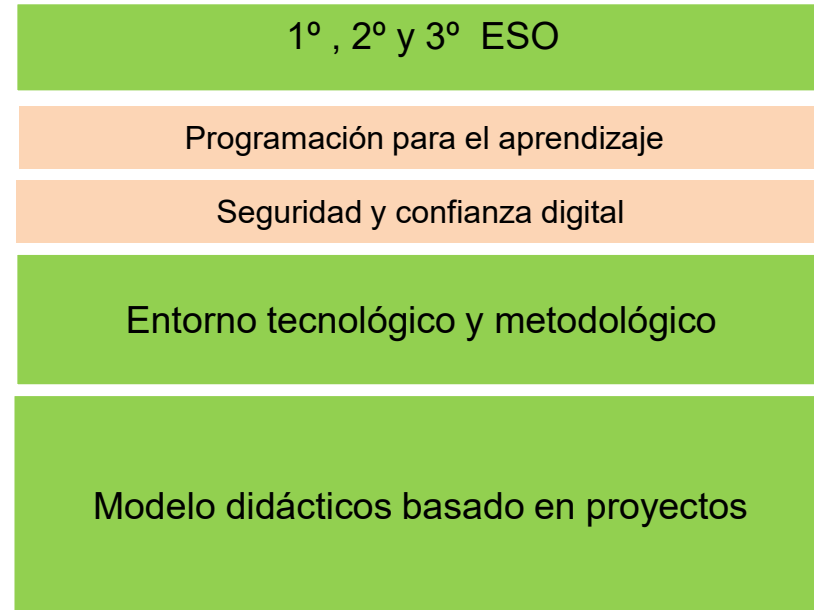 1º , 2º y 3º ESO
Programación para el aprendizaje
Seguridad y confianza digital
Entorno tecnológico y metodológico
Modelo didácticos basado en proyectos